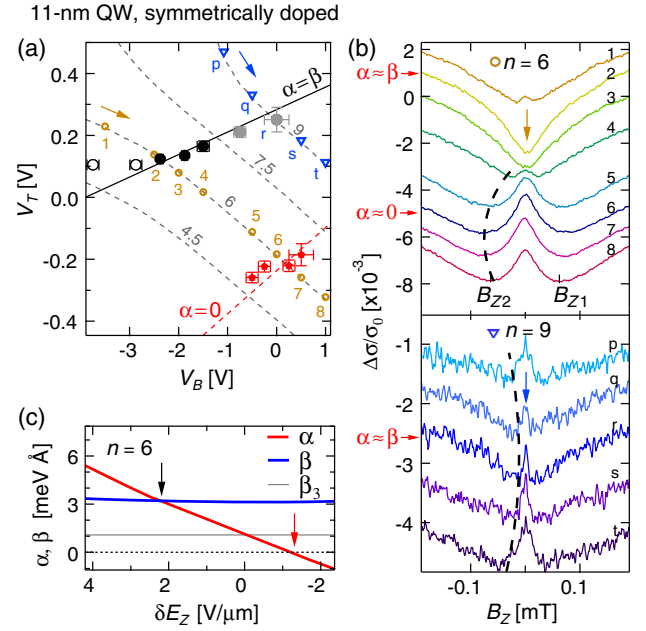 11-nm QW, symmetrically doped
(a)
0.4
0.2
0.0
-0.2
-0.4
V_T [V]
-3
-2
-1
0
1
V_B [V]
p
q
r
s
t
α=β
9
7.5
6
4.5
1
2
3
4
5
6
7
8
α=0
(b)
2
0
-2
-4
-6
-8
α≈β
α≈0
n = 6
1
2
3
4
5
6
7
8
B_Z2
B_Z1
Δσ/σ_0 [x10^-3]
n = 9
-1
-2
-3
-4
α≈β
p
q
r
s
t
-0.1
0.1
B_Z [mT]
(c)
n = 6
α
β
β_3
6
3
0
α, β [meV Å]
4
2
0
-2
δE_Z [V/μm]